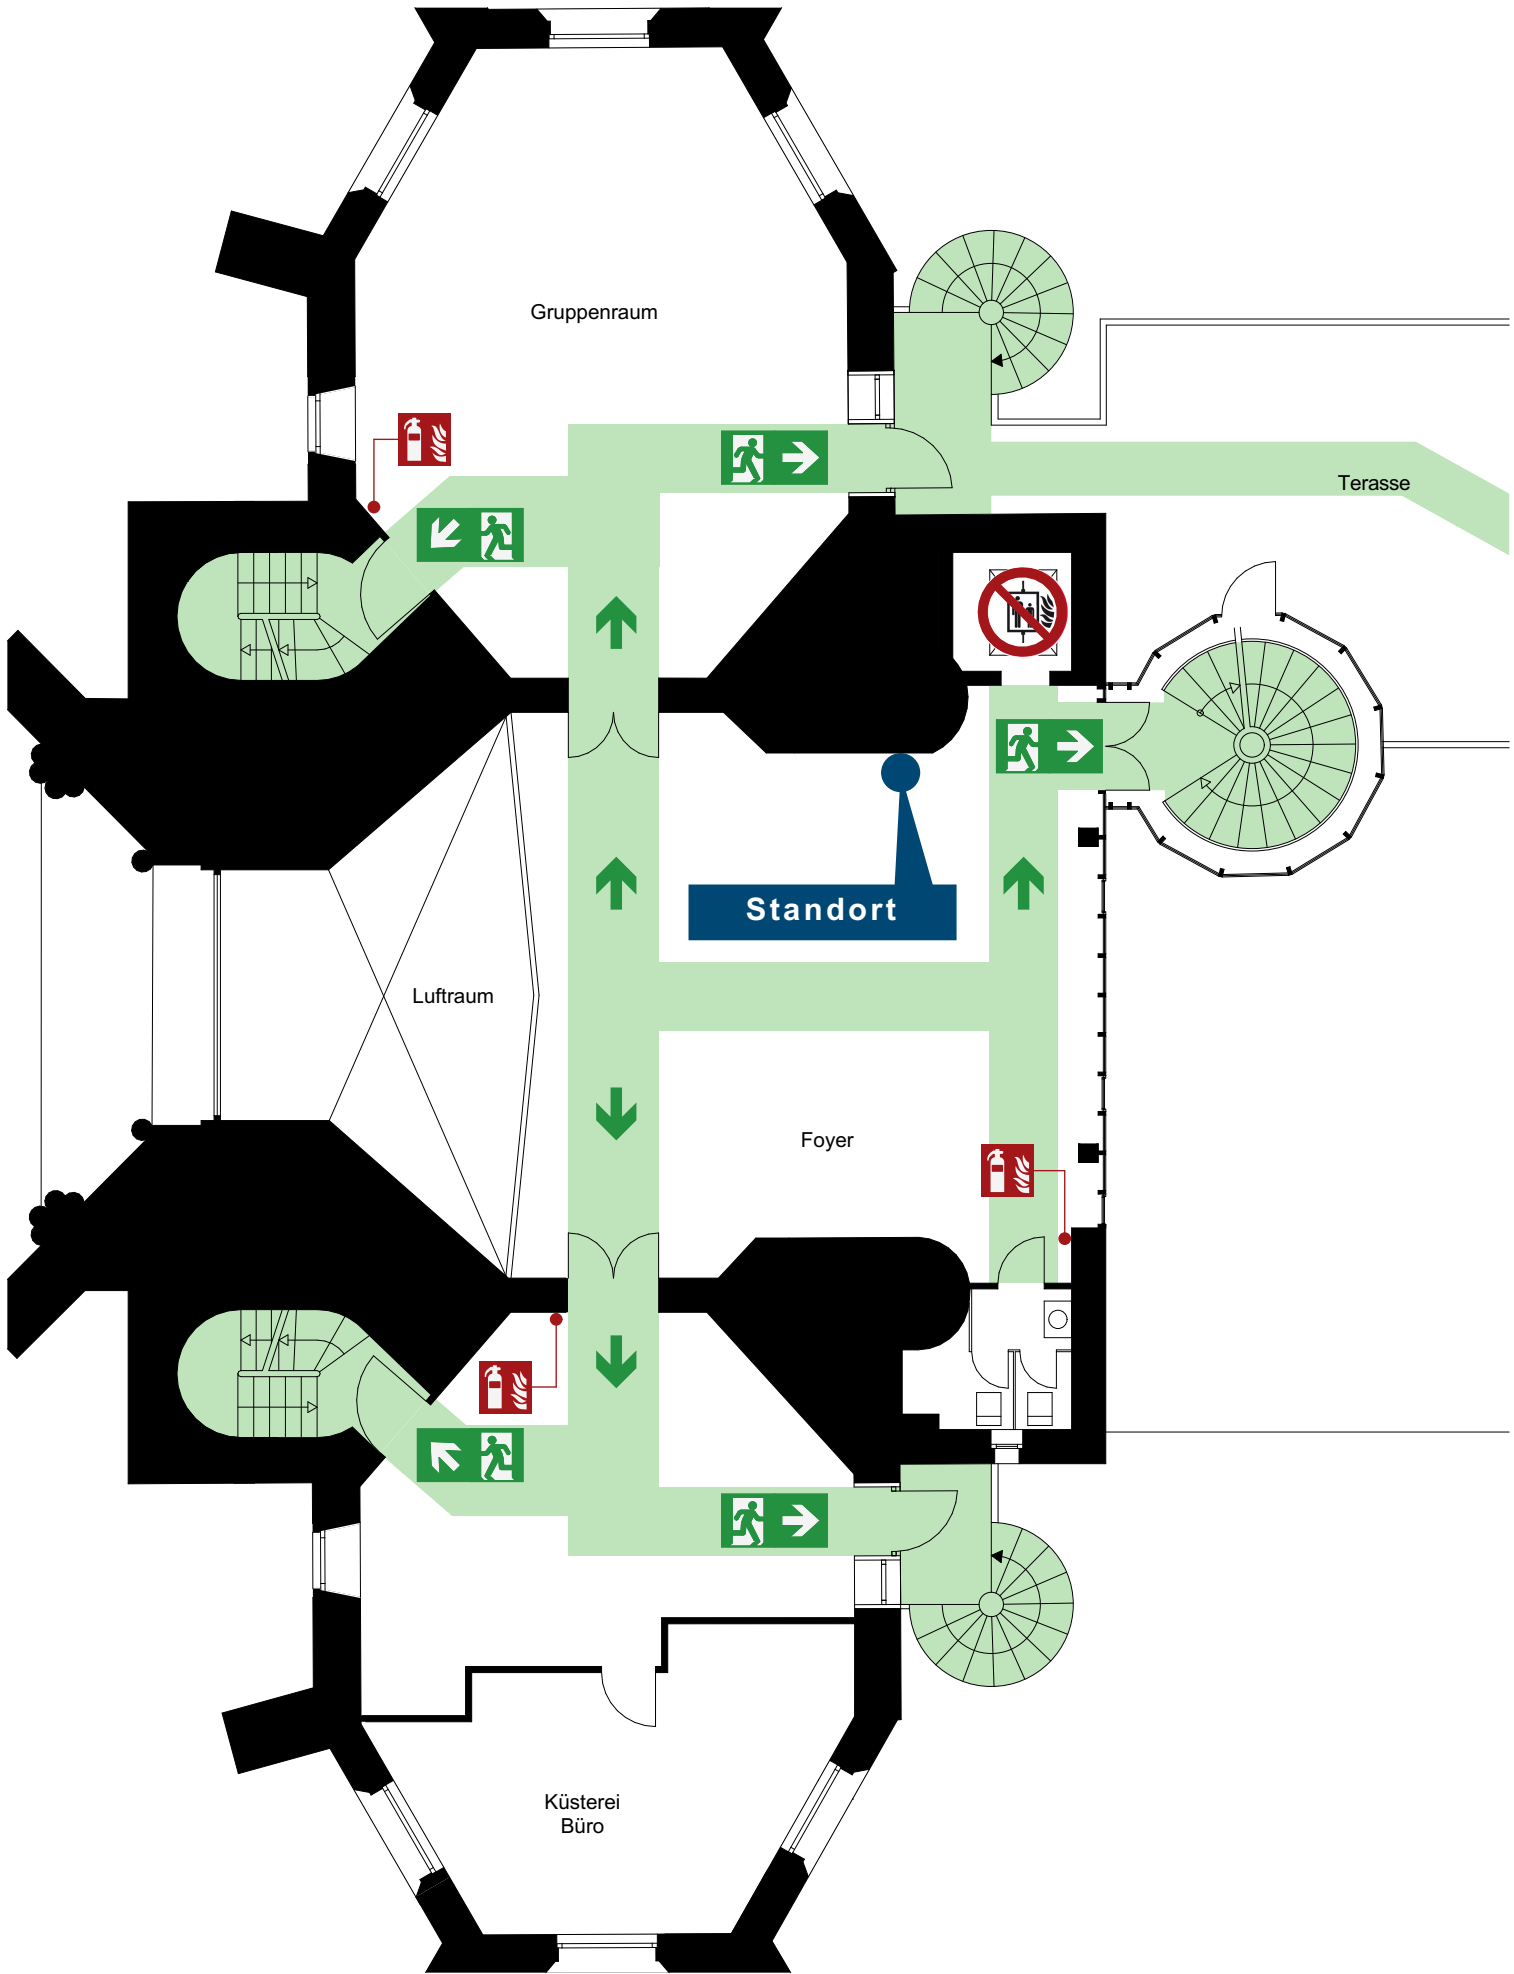 Gruppenraum
Terasse
Standort
Luftraum
Foyer
Küsterei
Büro